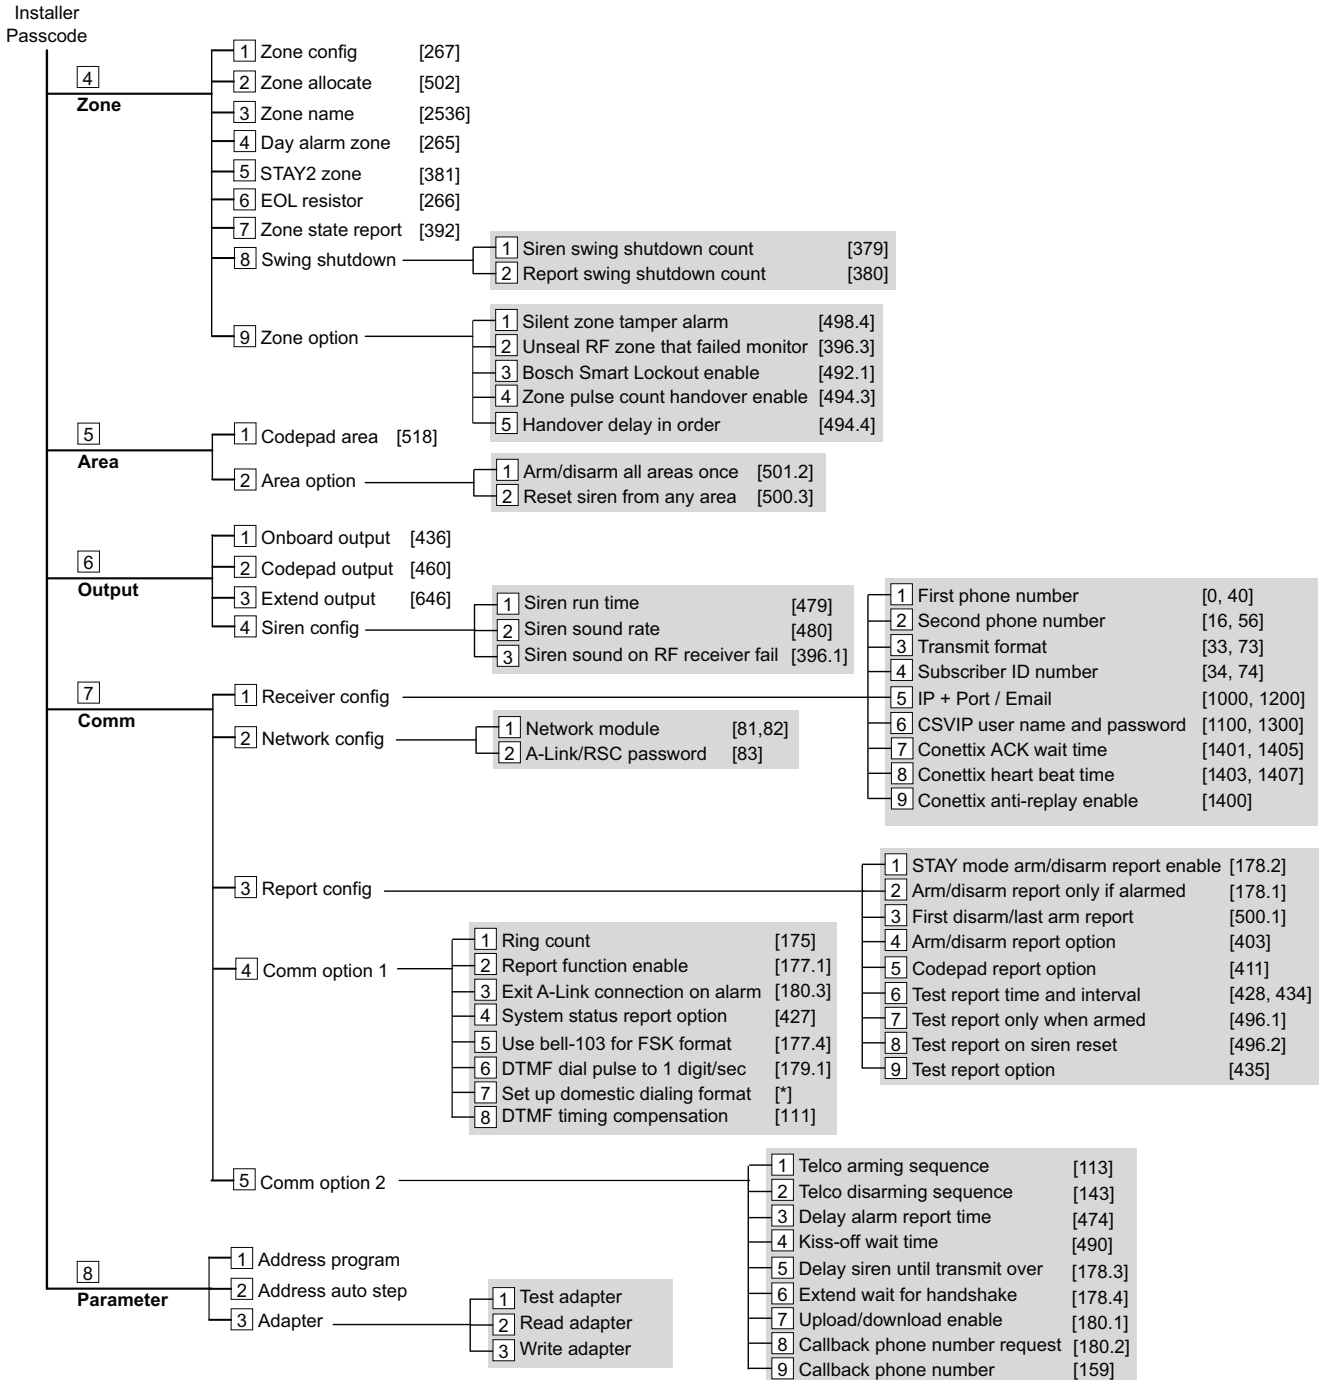 Installer
Passcode
4
Zone
1 Zone config [267]
2 Zone allocate [502]
3 Zone name [2536]
4 Day alarm zone [265]
5 STAY2 zone [381]
6 EOL resistor [266]
7 Zone state report [392]
8 Swing shutdown
1 Siren swing shutdown count [379]
2 Report swing shutdown count [380]
9 Zone option
1 Silent zone tamper alarm [498.4]
2 Unseal RF zone that failed monitor [396.3]
3 Bosch Smart Lockout enable [492.1]
4 Zone pulse count handover enable [494.3]
5 Handover delay in order [494.4]
5
Area
1 Codepad area [518]
2 Area option
1 Arm/disarm all areas once [501.2]
2 Reset siren from any area [500.3]
6
Output
1 Onboard output [436]
2 Codepad output [460]
3 Extend output [646]
4 Siren config
1 Siren run time [479]
2 Siren sound rate [480]
3 Siren sound on RF receiver fail [396.1]
7
Comm
1 Receiver config
1 First phone number [0, 40]
2 Second phone number [16, 56]
3 Transmit format [33, 73]
4 Subscriber ID number [34, 74]
5 IP + Port / Email [1000, 1200]
6 CSVIP user name and password [1100, 1300]
7 Conettix ACK wait time [1401, 1405]
8 Conettix heart beat time [1403, 1407]
9 Conettix anti-replay enable [1400]
2 Network config
1 Network module [81,82]
2 A-Link/RSC password [83]
3 Report config
1 STAY mode arm/disarm report enable [178.2]
2 Arm/disarm report only if alarmed [178.1]
3 First disarm/last arm report [500.1]
4 Arm/disarm report option [403]
5 Codepad report option [411]
6 Test report time and interval [428, 434]
7 Test report only when armed [496.1]
8 Test report on siren reset [496.2]
9 Test report option [435]
4 Comm option 1
1 Ring count [175]
2 Report function enable [177.1]
3 Exit A-Link connection on alarm [180.3]
4 System status report option [427]
5 Use bell-103 for FSK format [177.4]
6 DTMF dial pulse to 1 digit/sec [179.1]
7 Set up domestic dialing format [*]
8 DTMF timing compensation [111]
5 Comm option 2
1 Telco arming sequence [113]
2 Telco disarming sequence [143]
3 Delay alarm report time [474]
4 Kiss-off wait time [490]
5 Delay siren until transmit over [178.3]
6 Extend wait for handshake [178.4]
7 Upload/download enable [180.1]
8 Callback phone number request [180.2]
9 Callback phone number [159]
8
Parameter
1 Address program
2 Address auto step
3 Adapter
1 Test adapter
2 Read adapter
3 Write adapter